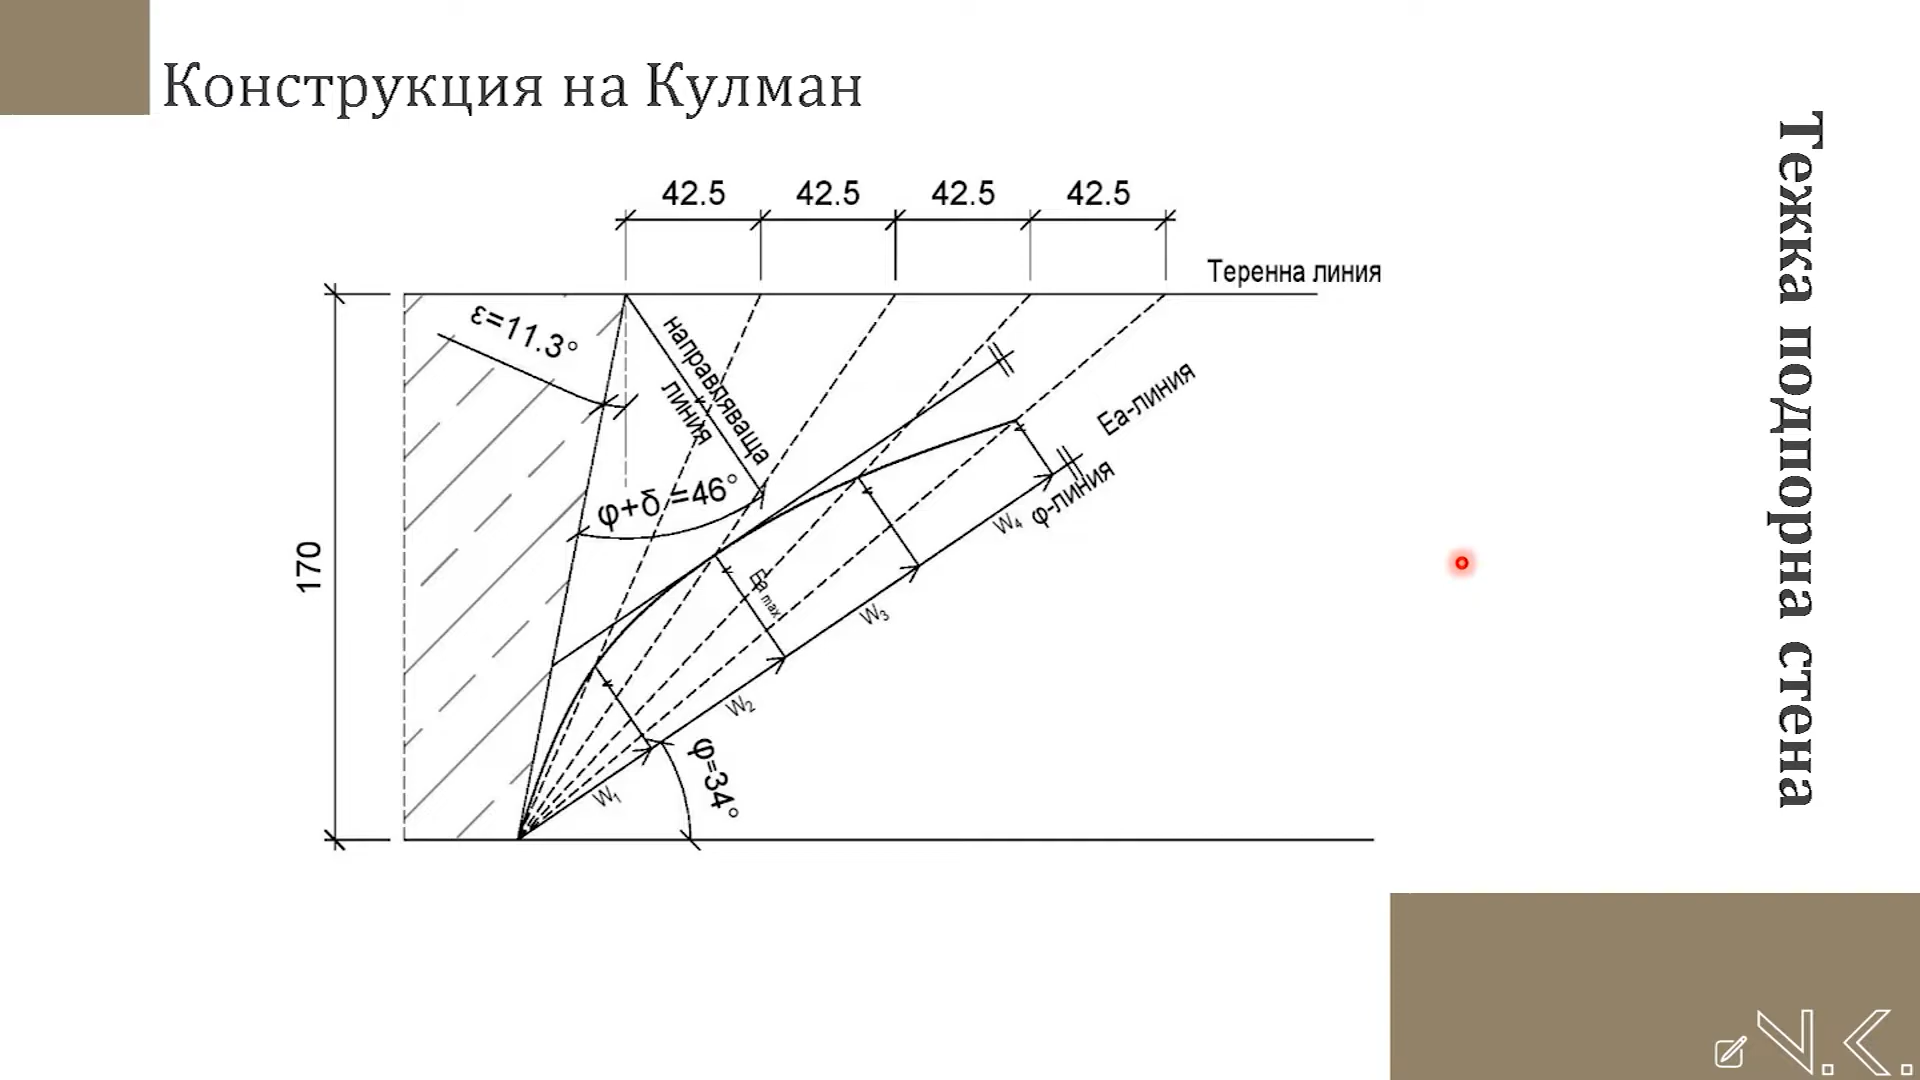 Конструкция на Кулман
Тежка подпорна стена
42.5
42.5
42.5
42.5
Теренна линия
ε=11.3°
направляваща
линия
φ+δ =46°
Ea-линия
φ-линия
170
Ea max
W₄
W₃
W₂
W₁
φ=34°
V.K.